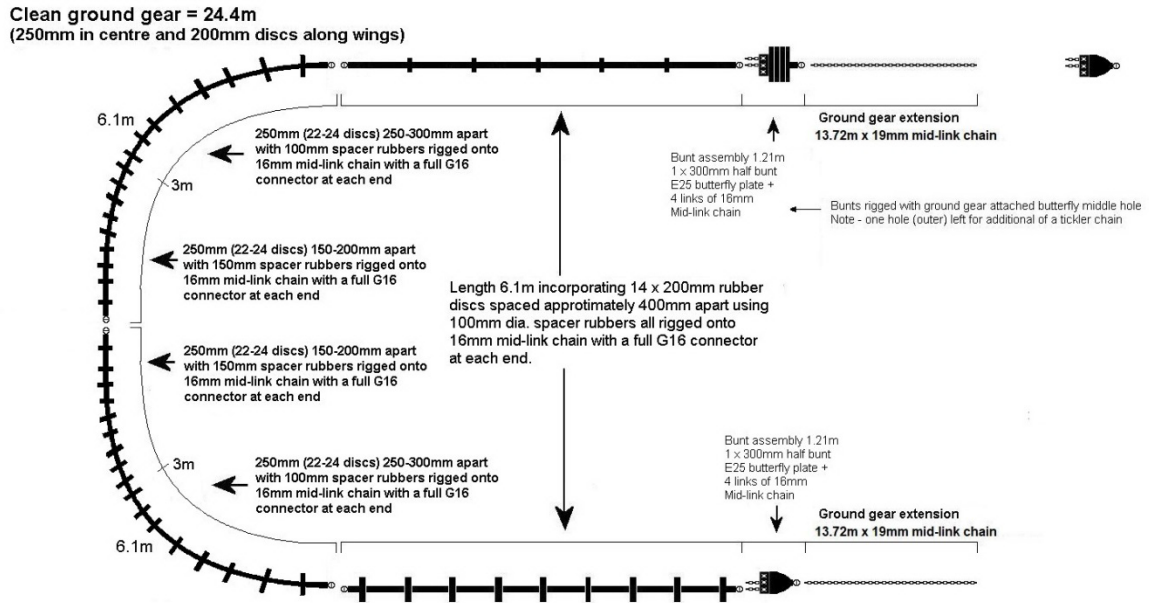 Clean ground gear = 24.4m
(250mm in centre and 200mm discs along wings)
6.1m
250mm (22-24 discs) 250-300mm apart
with 100mm spacer rubbers rigged onto
16mm mid-link chain with a full G16
connector at each end
3m
Ground gear extension
13.72m x 19mm mid-link chain
Bunt assembly 1.21m
1 x 300mm half bunt
E25 butterfly plate +
4 links of 16mm
Mid-link chain
Bunts rigged with ground gear attached butterfly middle hole
Note - one hole (outer) left for additional of a tickler chain
250mm (22-24 discs) 150-200mm apart
with 150mm spacer rubbers rigged onto
16mm mid-link chain with a full G16
connector at each end
Length 6.1m incorporating 14 x 200mm rubber
discs spaced approtimately 400mm apart using
100mm dia. spacer rubbers all rigged onto
16mm mid-link chain with a full G16 connector
at each end.
250mm (22-24 discs) 150-200mm apart
with 150mm spacer rubbers rigged onto
16mm mid-link chain with a full G16
connector at each end
3m
250mm (22-24 discs) 250-300mm apart
with 100mm spacer rubbers rigged onto
16mm mid-link chain with a full G16
connector at each end
6.1m
Bunt assembly 1.21m
1 x 300mm half bunt
E25 butterfly plate +
4 links of 16mm
Mid-link chain
Ground gear extension
13.72m x 19mm mid-link chain